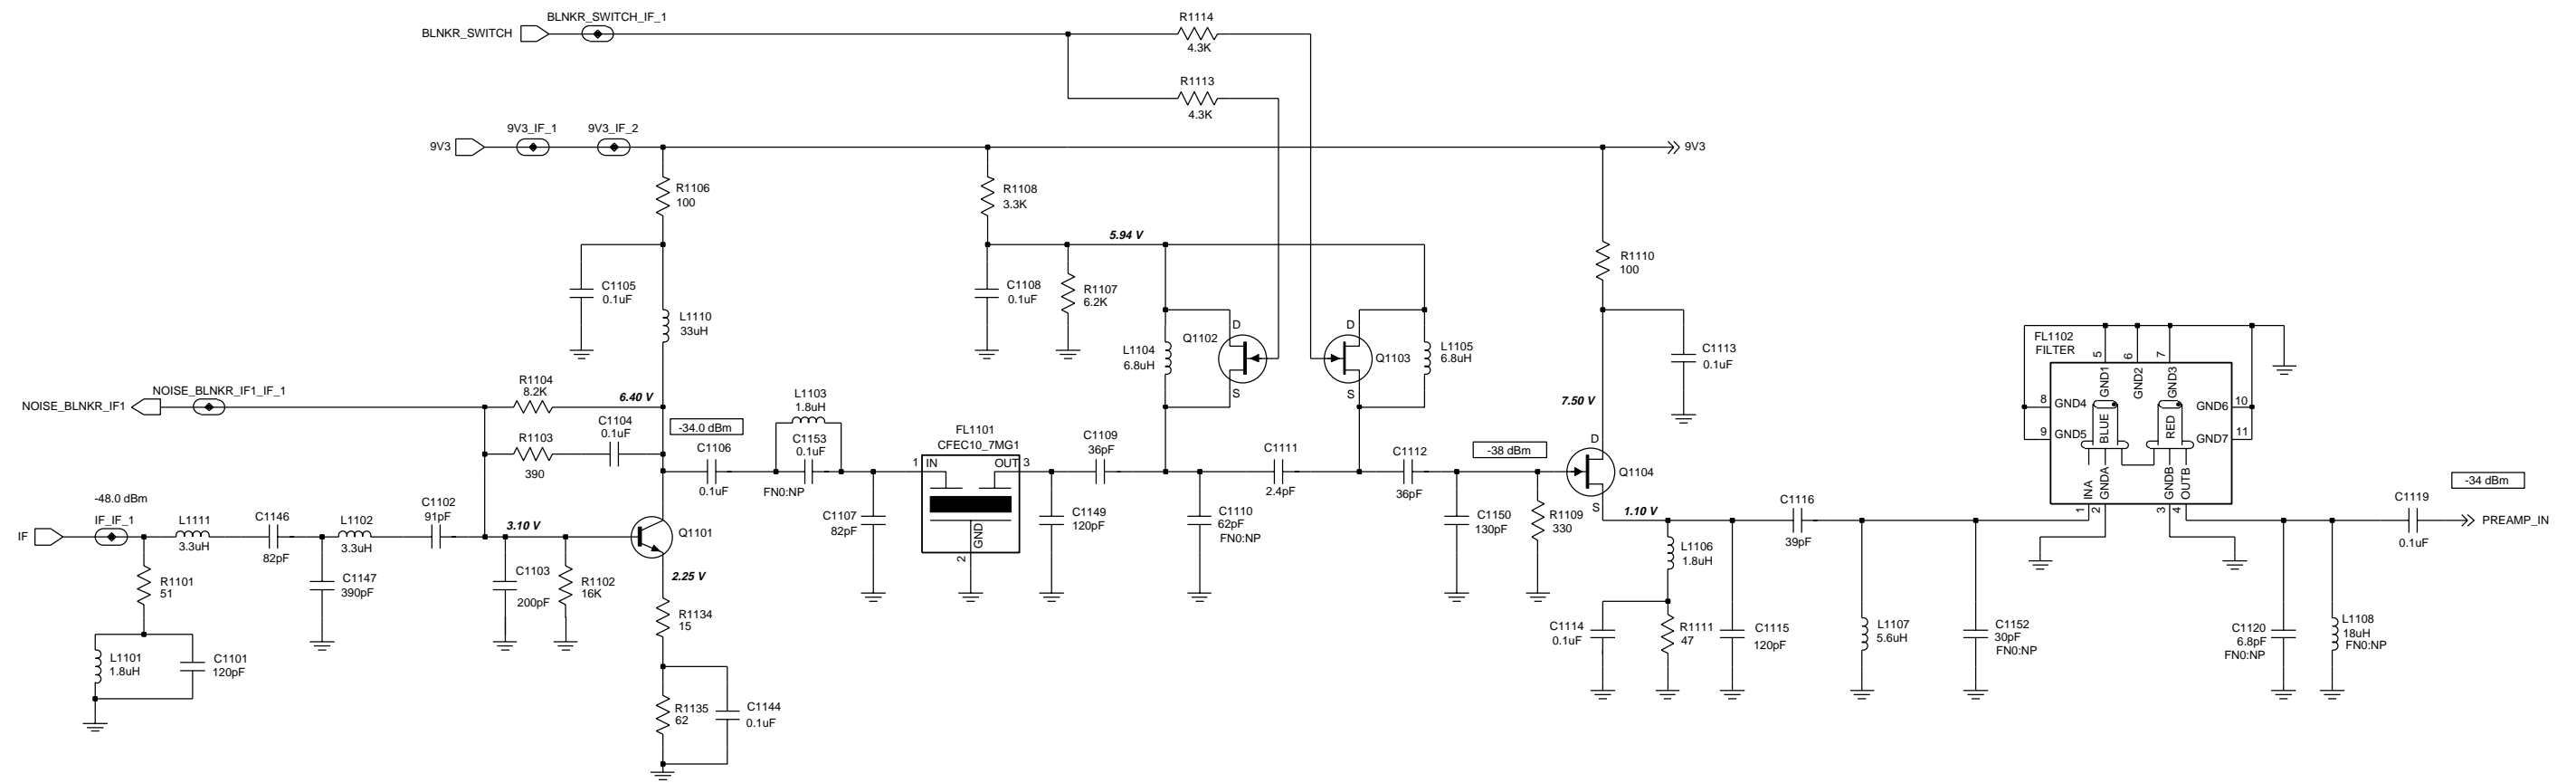 BLNKR_SWITCH_IF_1
BLNKR_SWITCH
R1114
4.3K
R1113
4.3K
9V3_IF_1
9V3_IF_2
9V3
9V3
R1106
100
R1108
3.3K
5.94 V
R1110
100
C1105
0.1uF
C1108
0.1uF
R1107
6.2K
L1110
33uH
D
Q1102
S
L1104
6.8uH
D
Q1103
S
L1105
6.8uH
C1113
0.1uF
FL1102
FILTER
5
6
7
GND1
GND2
GND3
8
GND4
9
GND5
10
GND6
11
GND7
BLUE
RED
INA
GNDA
GNDB
OUTB
1
2
3
4
NOISE_BLNKR_IF1_IF_1
NOISE_BLNKR_IF1
R1104
8.2K
6.40 V
C1104
0.1uF
R1103
390
-34.0 dBm
L1103
1.8uH
C1153
0.1uF
FN0:NP
C1106
0.1uF
FL1101
CFEC10_7MG1
1
IN
OUT
3
GND
2
C1107
82pF
C1109
36pF
C1149
120pF
C1110
62pF
FN0:NP
C1111
2.4pF
C1112
36pF
-38 dBm
7.50 V
D
Q1104
S
C1150
130pF
R1109
330
1.10 V
C1116
39pF
L1106
1.8uH
C1114
0.1uF
R1111
47
C1115
120pF
L1107
5.6uH
C1152
30pF
FN0:NP
C1120
6.8pF
FN0:NP
L1108
18uH
FN0:NP
C1119
0.1uF
-34 dBm
PREAMP_IN
-48.0 dBm
IF_IF_1
IF
L1111
3.3uH
C1146
82pF
L1102
3.3uH
C1102
91pF
3.10 V
Q1101
R1101
51
C1147
390pF
C1103
200pF
R1102
16K
2.25 V
R1134
15
L1101
1.8uH
C1101
120pF
R1135
62
C1144
0.1uF